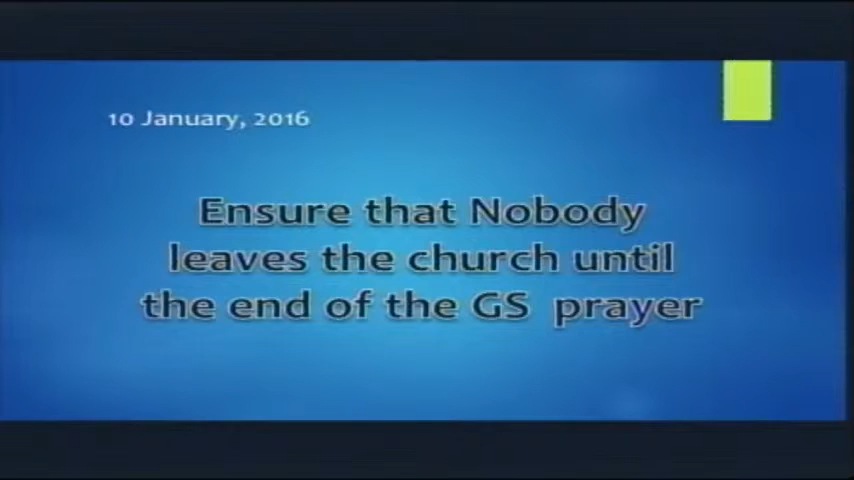 10 January, 2016
Ensure that Nobody
leaves the church until
the end of the GS prayer